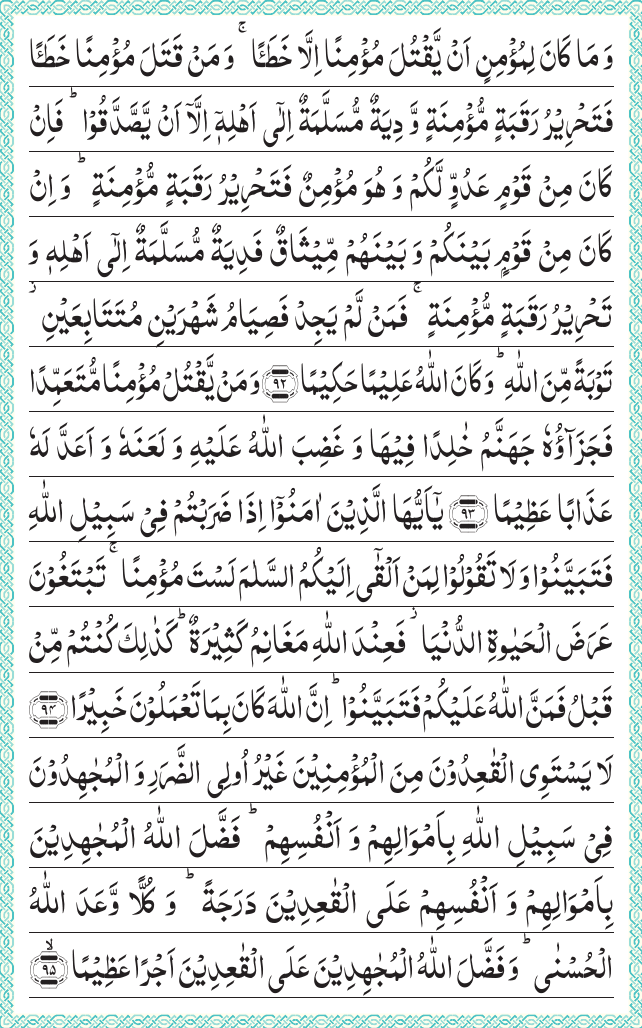 وَمَا كَانَ لِمُؤْمِنٍ اَنْ يَّقْتُلَ مُؤْمِنًا اِلَّا خَطَـًٔا ۚ وَمَنْ قَتَلَ مُؤْمِنًا خَطَـًٔا
فَتَحْرِيْرُ رَقَبَةٍ مُّؤْمِنَةٍ وَّ دِيَةٌ مُّسَلَّمَةٌ اِلٰٓى اَهْلِهٖٓ اِلَّاۤ اَنْ يَّصَّدَّقُوْا ؕ فَاِنْ
كَانَ مِنْ قَوْمٍ عَدُوٍّ لَّكُمْ وَ هُوَ مُؤْمِنٌ فَتَحْرِيْرُ رَقَبَةٍ مُّؤْمِنَةٍ ؕ وَ اِنْ
كَانَ مِنْ قَوْمٍۭ بَيْنَكُمْ وَ بَيْنَهُمْ مِّيْثَاقٌ فَدِيَةٌ مُّسَلَّمَةٌ اِلٰٓى اَهْلِهٖ وَ
تَحْرِيْرُ رَقَبَةٍ مُّؤْمِنَةٍ ۚ فَمَنْ لَّمْ يَجِدْ فَصِيَامُ شَهْرَيْنِ مُتَتَابِعَيْنِ ؗ
تَوْبَةً مِّنَ اللّٰهِ ؕ وَ كَانَ اللّٰهُ عَلِيْمًا حَكِيْمًا ﴿۹۲﴾ وَ مَنْ يَّقْتُلْ مُؤْمِنًا مُّتَعَمِّدًا
فَجَزَآؤُهٗ جَهَنَّمُ خٰلِدًا فِيْهَا وَ غَضِبَ اللّٰهُ عَلَيْهِ وَ لَعَنَهٗ وَ اَعَدَّ لَهٗ
عَذَابًا عَظِيْمًا ﴿۹۳﴾ يٰۤاَيُّهَا الَّذِيْنَ اٰمَنُوْۤا اِذَا ضَرَبْتُمْ فِيْ سَبِيْلِ اللّٰهِ
فَتَبَيَّنُوْا وَ لَا تَقُوْلُوْا لِمَنْ اَلْقٰۤى اِلَيْكُمُ السَّلٰمَ لَسْتَ مُؤْمِنًا ۚ تَبْتَغُوْنَ
عَرَضَ الْحَيٰوةِ الدُّنْيَا ؗ فَعِنْدَ اللّٰهِ مَغَانِمُ كَثِيْرَةٌ ؕ كَذٰلِكَ كُنْتُمْ مِّنْ
قَبْلُ فَمَنَّ اللّٰهُ عَلَيْكُمْ فَتَبَيَّنُوْا ؕ اِنَّ اللّٰهَ كَانَ بِمَا تَعْمَلُوْنَ خَبِيْرًا ﴿۹۴﴾
لَا يَسْتَوِى الْقٰعِدُوْنَ مِنَ الْمُؤْمِنِيْنَ غَيْرُ اُولِى الضَّرَرِ وَ الْمُجٰهِدُوْنَ
فِيْ سَبِيْلِ اللّٰهِ بِاَمْوَالِهِمْ وَ اَنْفُسِهِمْ ؕ فَضَّلَ اللّٰهُ الْمُجٰهِدِيْنَ
بِاَمْوَالِهِمْ وَ اَنْفُسِهِمْ عَلَى الْقٰعِدِيْنَ دَرَجَةً ؕ وَ كُلًّا وَّعَدَ اللّٰهُ
الْحُسْنٰى ؕ وَ فَضَّلَ اللّٰهُ الْمُجٰهِدِيْنَ عَلَى الْقٰعِدِيْنَ اَجْرًا عَظِيْمًا ﴿ۙ۹۵﴾